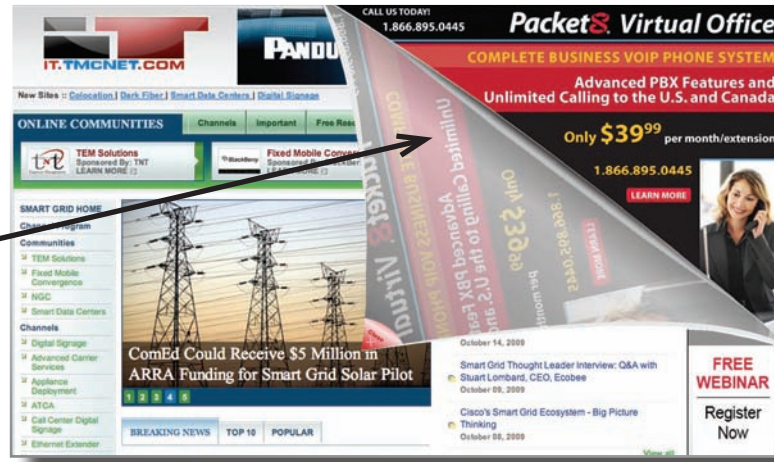 IT.TMCNET.COM
PANDU
New Sites :: Colocation | Dark Fiber | Smart Data Centers | Digital Signage
ONLINE COMMUNITIES
Channels
Important
Free
TNT
TEM Solutions
Sponsored By: TNT
LEARN MORE
BlackBerry
Fixed Mobile
SMART GRID HOME
Communities
TEM Solutions
Fixed Mobile
Convergence
NGC
Smart Data Centers
Channels
Digital Signage
Advanced Carrier
Services
Appliance
Deployment
ATCA
Call Center Digital
Signage
Ethernet Extender
ComEd Could Receive $5 Million in
ARRA Funding for Smart Grid Solar Pilot
1 2 3 4 5
BREAKING NEWS
TOP 10
POPULAR
CALL US TODAY!
1.866.895.0445
Packet8. Virtual Office
COMPLETE BUSINESS VOIP PHONE SYSTEM
Advanced PBX Features and
Unlimited Calling to the U.S. and Canada
Only $39⁹⁹ per month/extension
1.866.895.0445
LEARN MORE
October 14, 2009
Smart Grid Thought Leader Interview: Q&A with
Stuart Lombard, CEO, Ecobee
October 09, 2009
Cisco's Smart Grid Ecosystem - Big Picture
Thinking
October 08, 2009
View all
FREE
WEBINAR
Register
Now